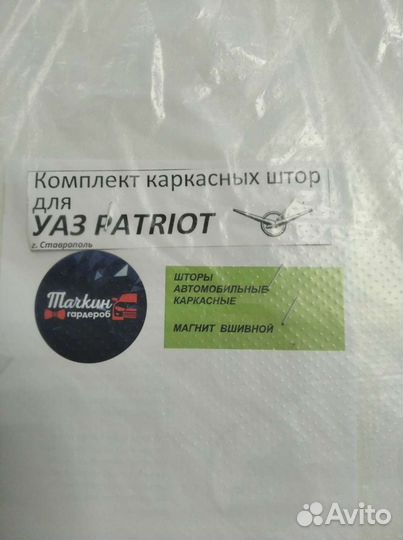 Комплект каркасных штор
для
УАЗ PATRIOT
г. Ставрополь
Тачкин
гардероб
ШТОРЫ
АВТОМОБИЛЬНЫЕ
КАРКАСНЫЕ
МАГНИТ ВШИВНОЙ
Avito